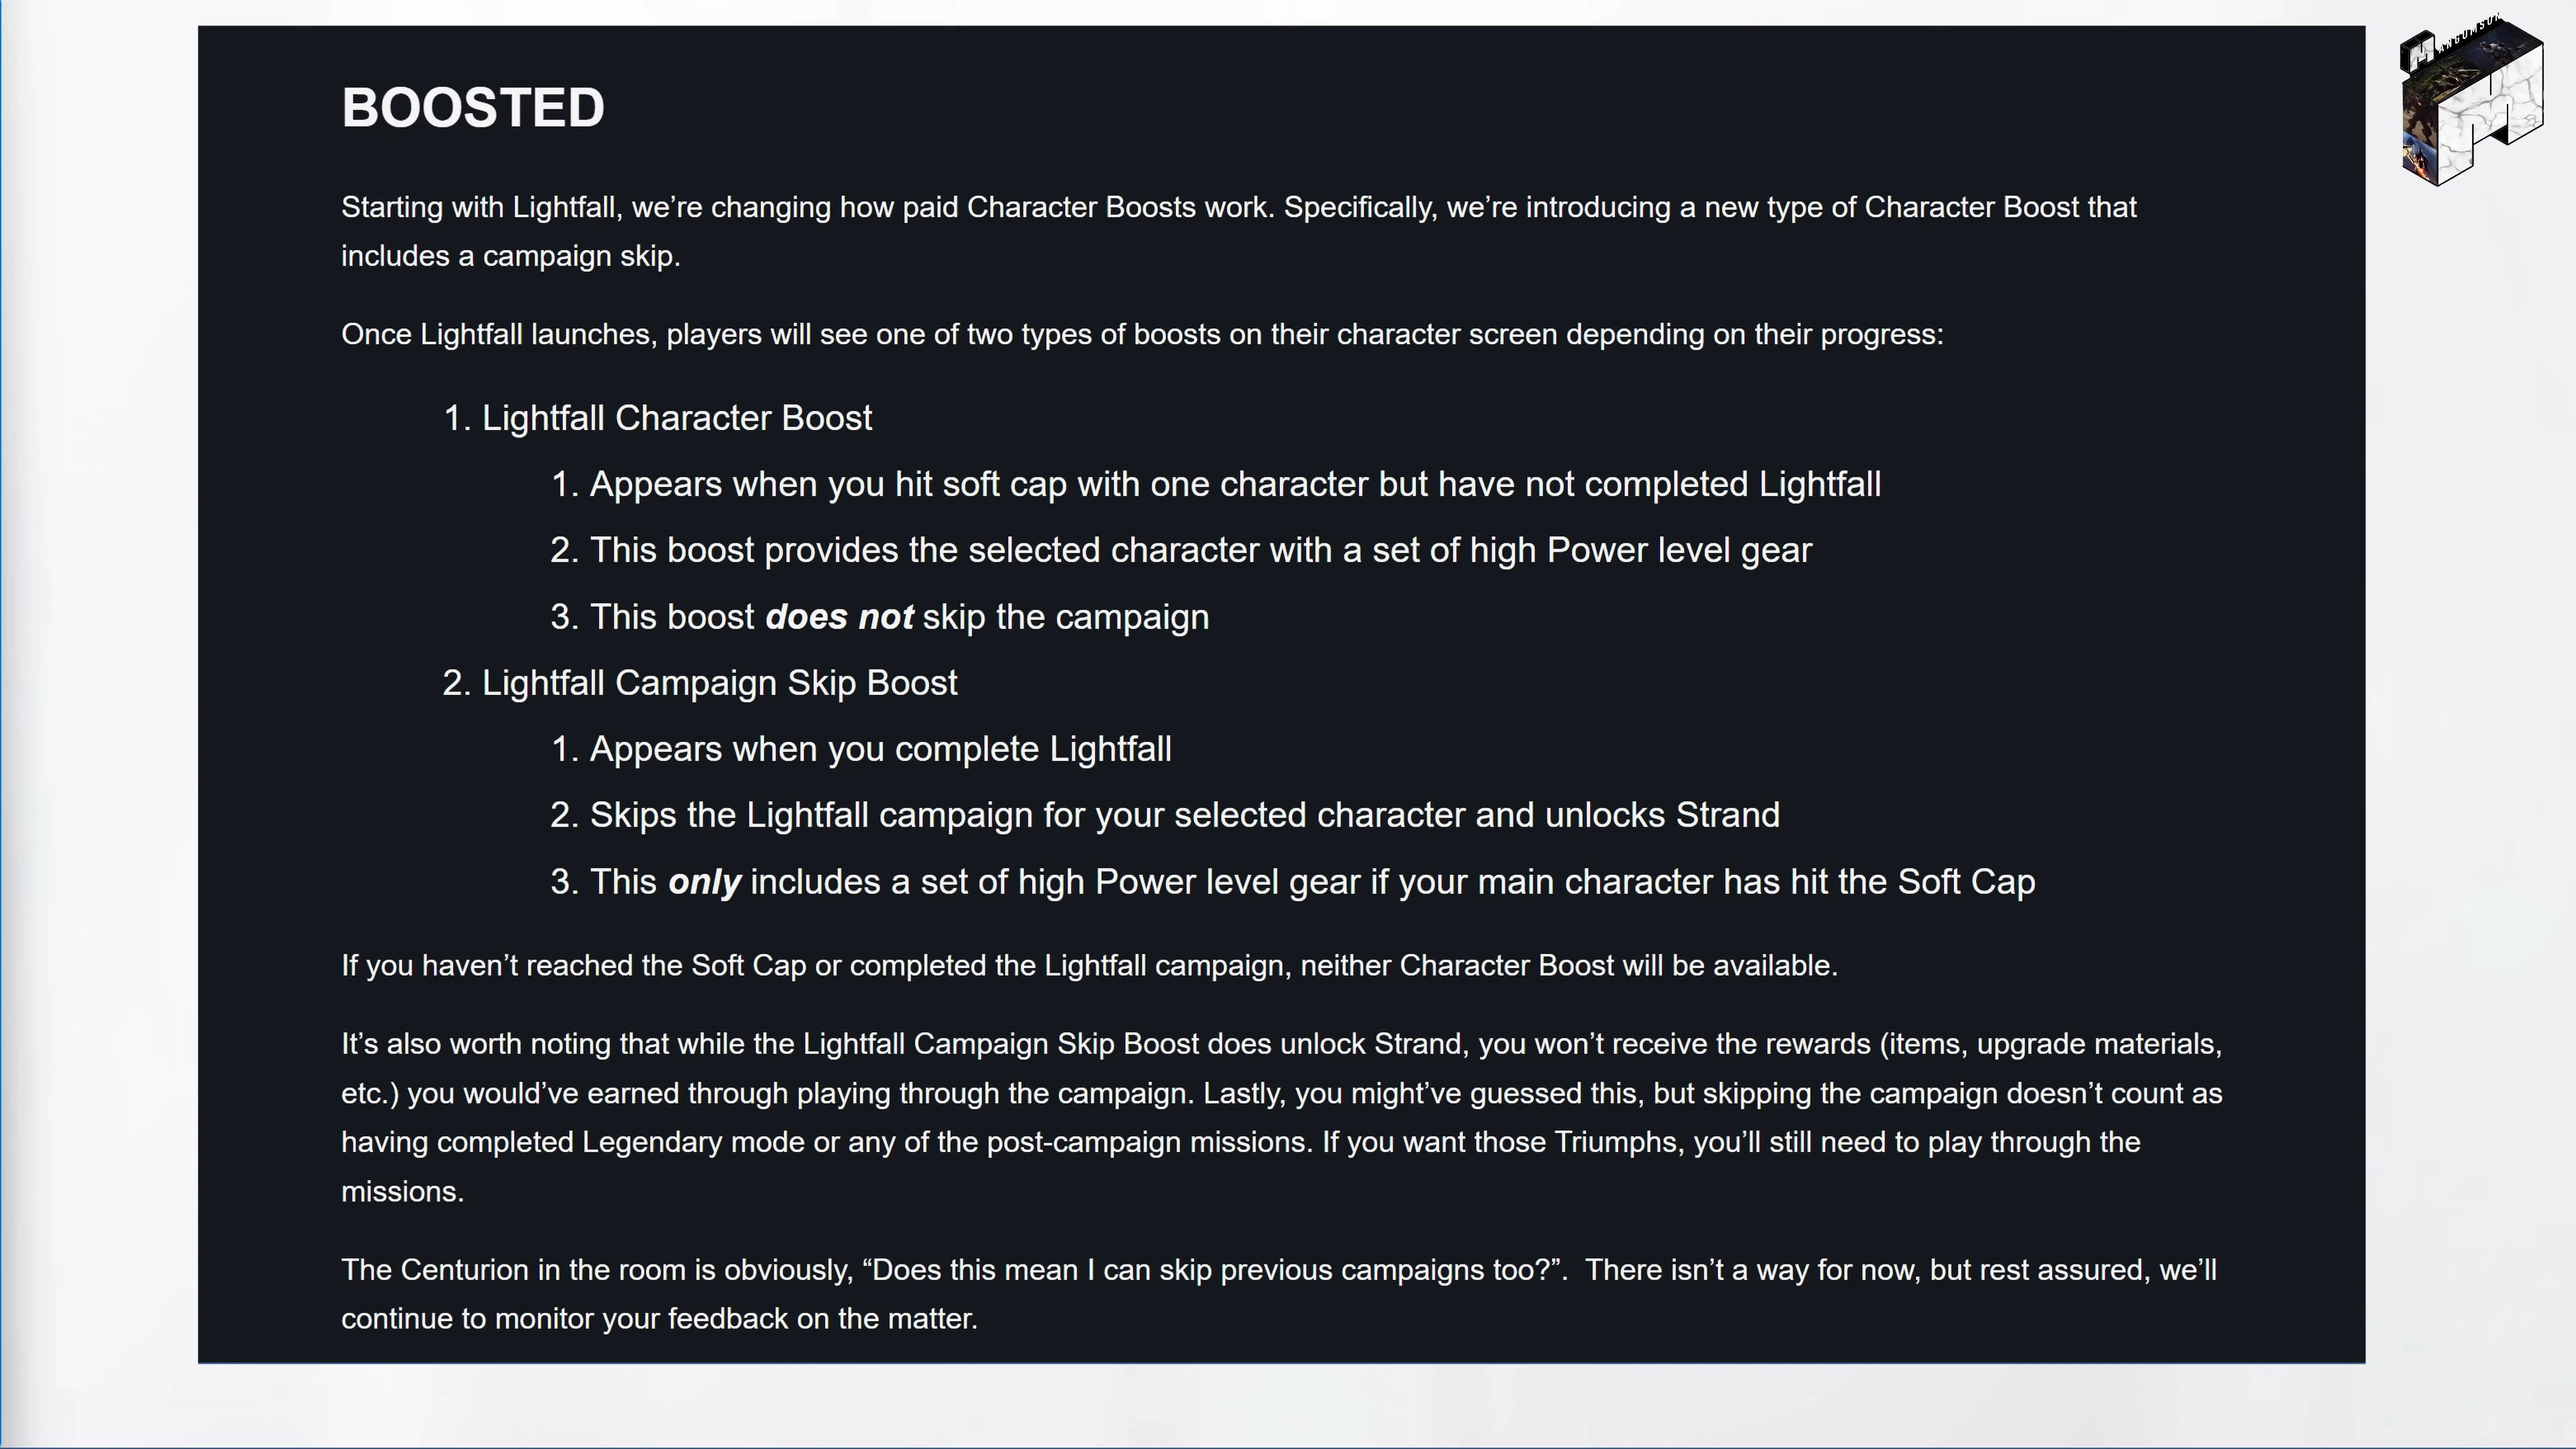 BOOSTED
Starting with Lightfall, we’re changing how paid Character Boosts work. Specifically, we’re introducing a new type of Character Boost that
includes a campaign skip.
Once Lightfall launches, players will see one of two types of boosts on their character screen depending on their progress:
1. Lightfall Character Boost
1. Appears when you hit soft cap with one character but have not completed Lightfall
2. This boost provides the selected character with a set of high Power level gear
3. This boost does not skip the campaign
2. Lightfall Campaign Skip Boost
1. Appears when you complete Lightfall
2. Skips the Lightfall campaign for your selected character and unlocks Strand
3. This only includes a set of high Power level gear if your main character has hit the Soft Cap
If you haven’t reached the Soft Cap or completed the Lightfall campaign, neither Character Boost will be available.
It’s also worth noting that while the Lightfall Campaign Skip Boost does unlock Strand, you won’t receive the rewards (items, upgrade materials,
etc.) you would’ve earned through playing through the campaign. Lastly, you might’ve guessed this, but skipping the campaign doesn’t count as
having completed Legendary mode or any of the post-campaign missions. If you want those Triumphs, you’ll still need to play through the
missions.
The Centurion in the room is obviously, “Does this mean I can skip previous campaigns too?”.  There isn’t a way for now, but rest assured, we’ll
continue to monitor your feedback on the matter.